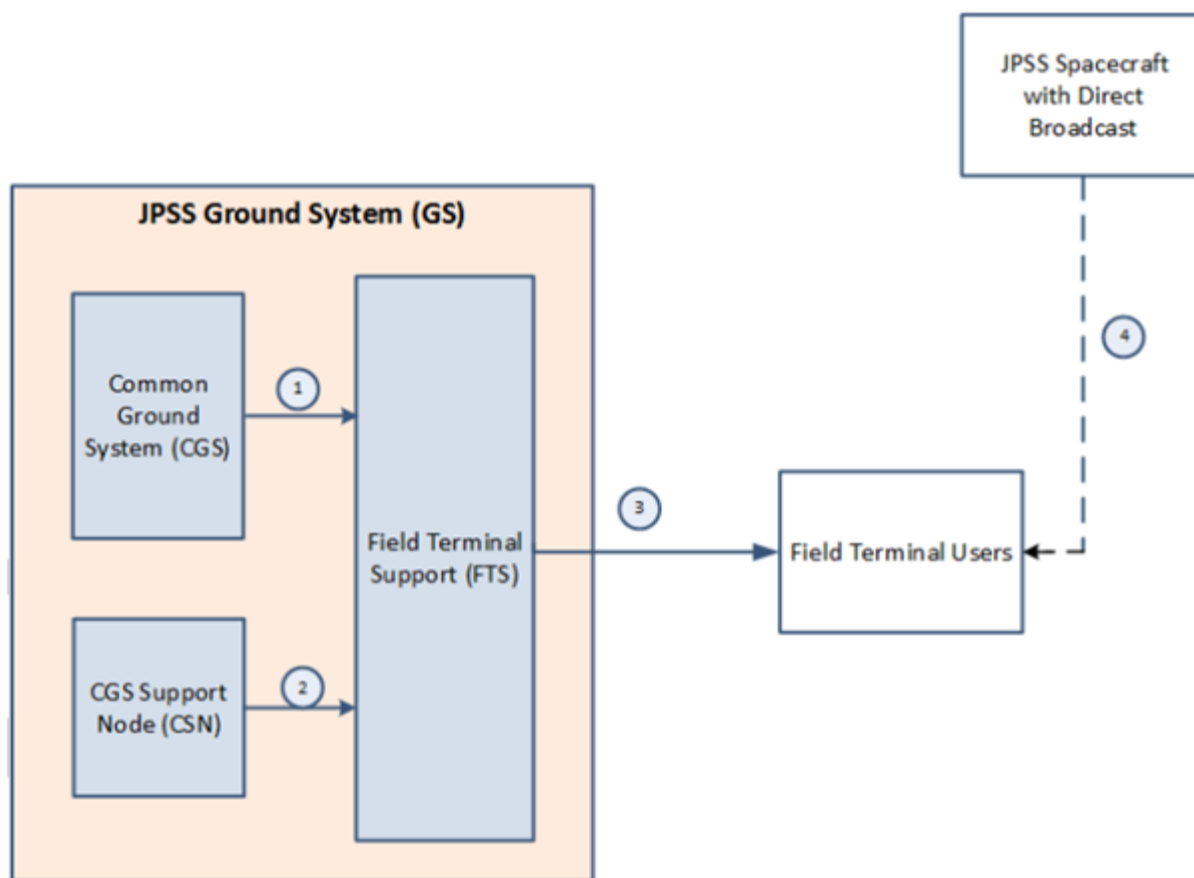 JPSS Spacecraft
with Direct
Broadcast
JPSS Ground System (GS)
4
1
Common
Ground
System (CGS)
3
Field Terminal
Support (FTS)
Field Terminal Users
2
CGS Support
Node (CSN)